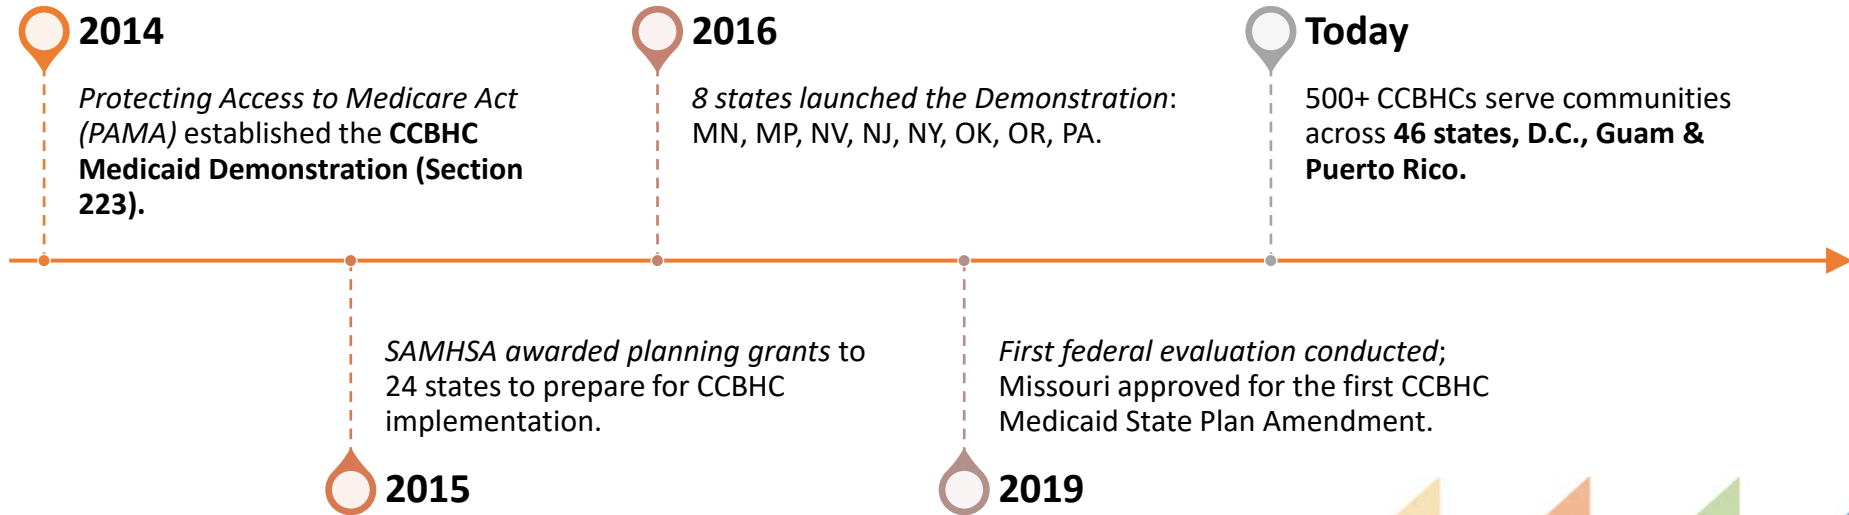 2014
Protecting Access to Medicare Act
(PAMA) established the CCBHC
Medicaid Demonstration (Section
223).
2016
8 states launched the Demonstration:
MN, MP, NV, NJ, NY, OK, OR, PA.
Today
500+ CCBHCs serve communities
across 46 states, D.C., Guam &
Puerto Rico.
SAMHSA awarded planning grants to
24 states to prepare for CCBHC
implementation.
2015
First federal evaluation conducted;
Missouri approved for the first CCBHC
Medicaid State Plan Amendment.
2019